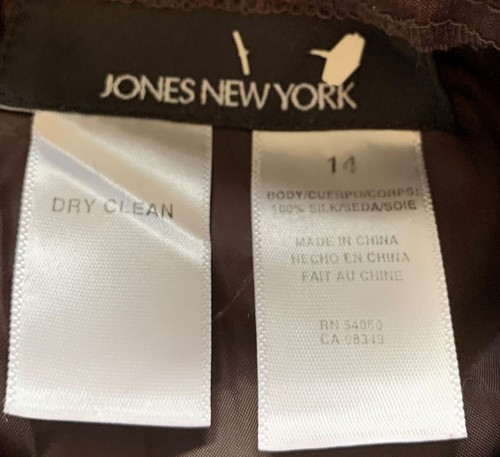 JONES NEW YORK
DRY CLEAN
14
BODY/CUERPO/CORPS:
100% SILK/SEDA/SOIE
MADE IN CHINA
HECHO EN CHINA
FAIT AU CHINE
RN 54050
CA 08349